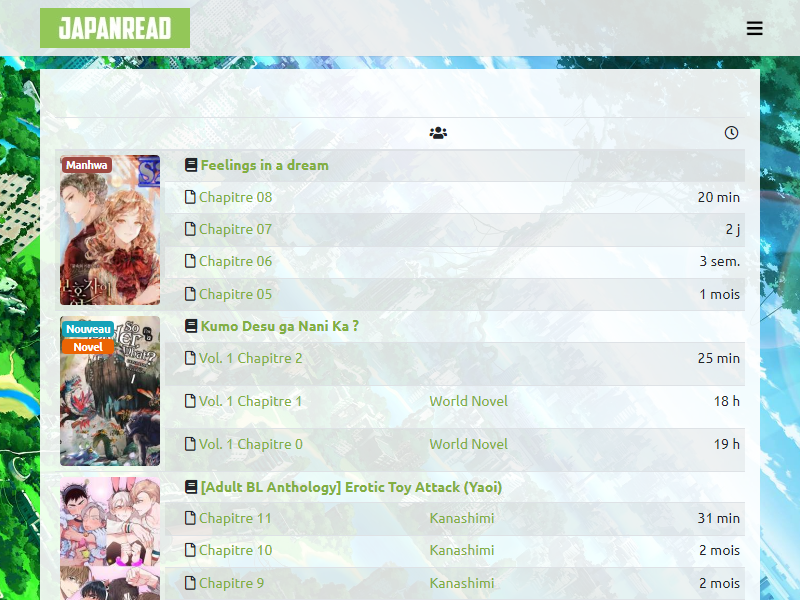 JAPANREAD
Manhwa
Feelings in a dream
Chapitre 08 20 min
Chapitre 07 2 j
Chapitre 06 3 sem.
Chapitre 05 1 mois
Nouveau
Novel
So
What?
1
Kumo Desu ga Nani Ka ?
Vol. 1 Chapitre 2 25 min
Vol. 1 Chapitre 1 World Novel 18 h
Vol. 1 Chapitre 0 World Novel 19 h
[Adult BL Anthology] Erotic Toy Attack (Yaoi)
Chapitre 11 Kanashimi 31 min
Chapitre 10 Kanashimi 2 mois
Chapitre 9 Kanashimi 2 mois